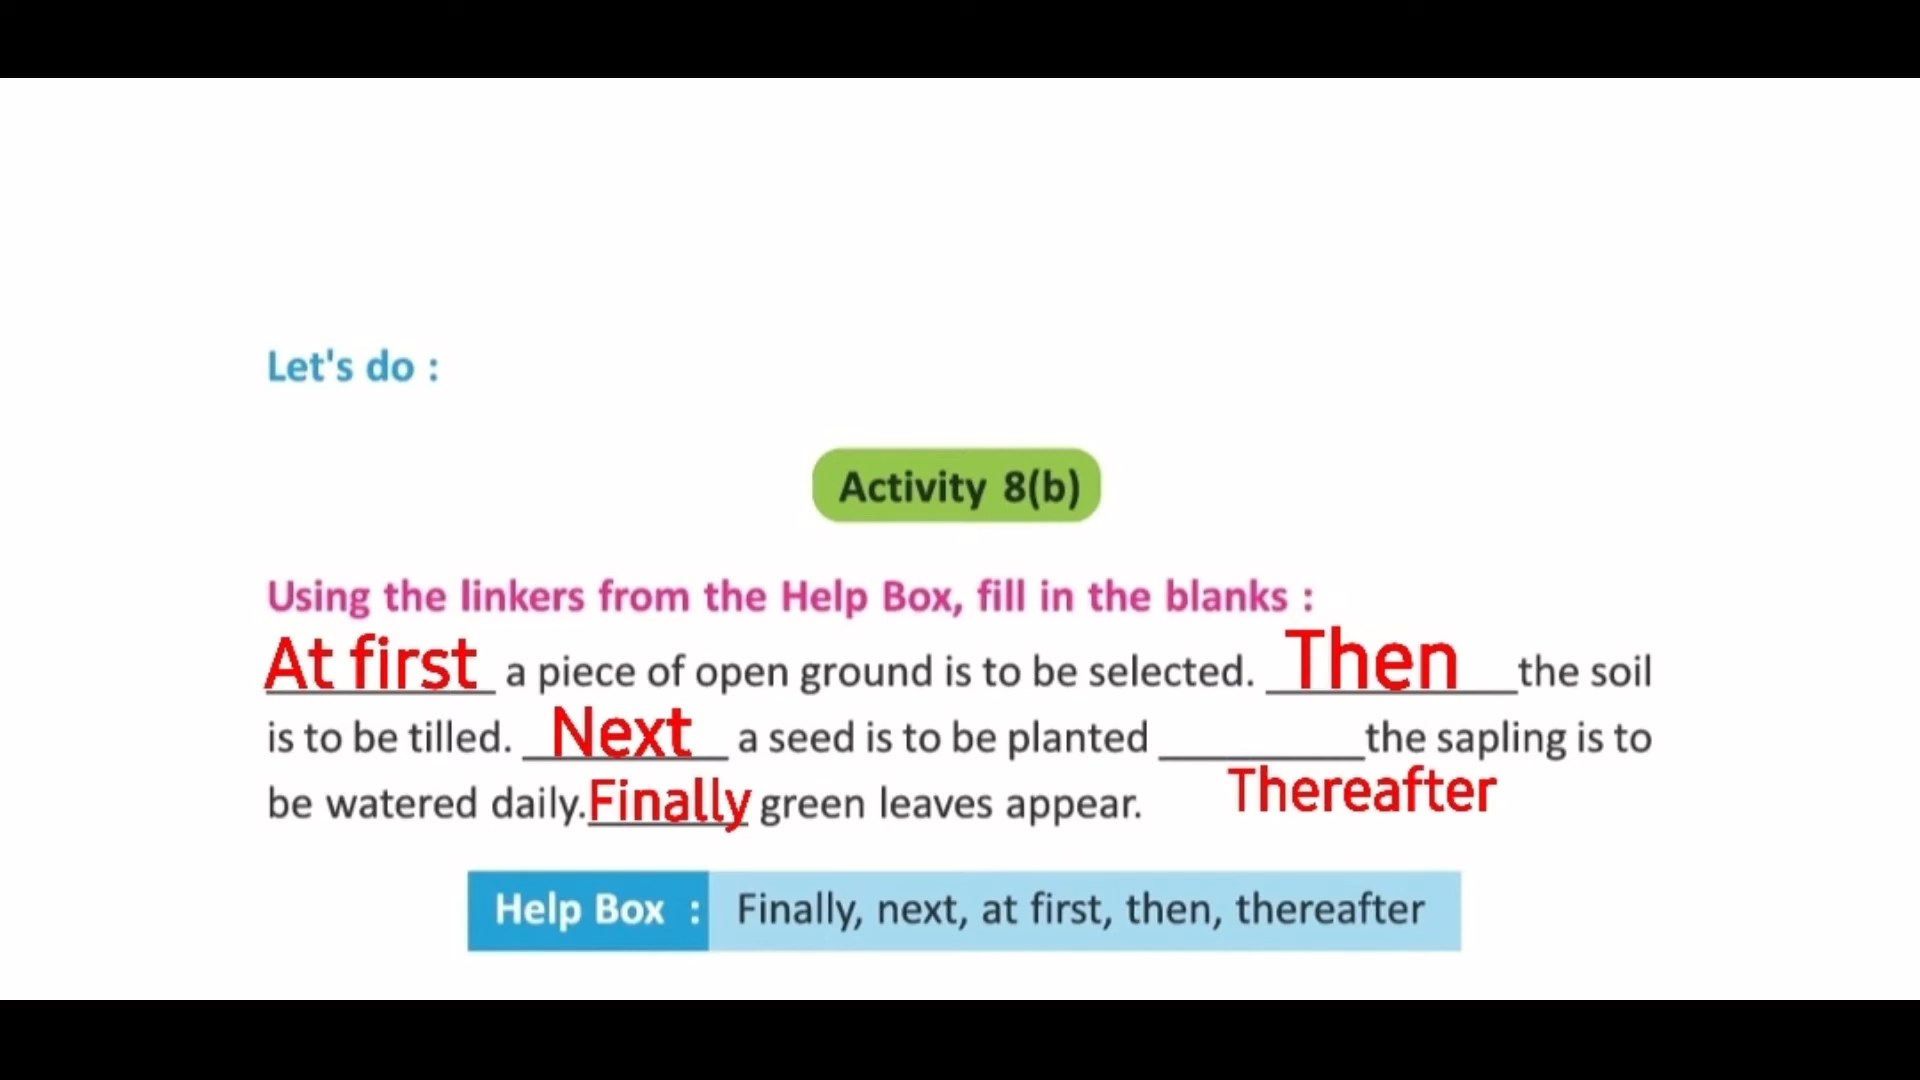 Let's do :
Activity 8(b)
Using the linkers from the Help Box, fill in the blanks :
At first a piece of open ground is to be selected. Then the soil
is to be tilled. Next a seed is to be planted __________the sapling is to
be watered daily.Finally green leaves appear. Thereafter
Help Box : Finally, next, at first, then, thereafter